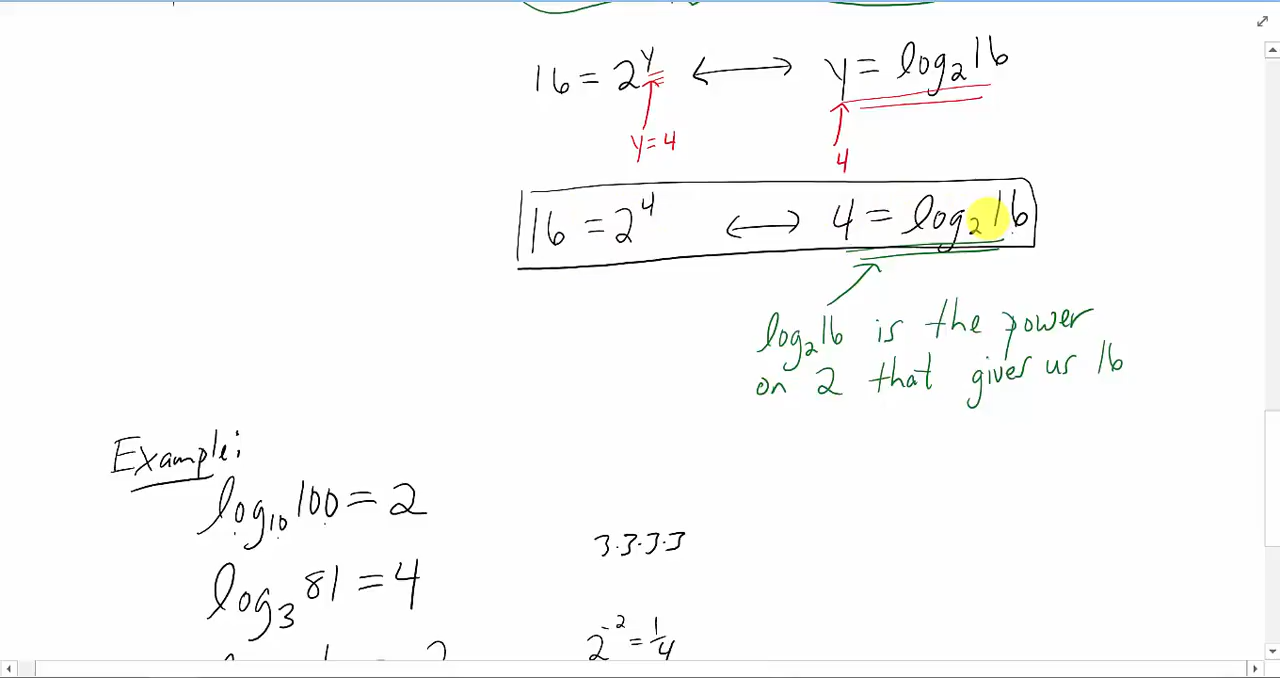 16 = 2^y ⟷ y = log₂16
y=4
4
16 = 2⁴ ⟷ 4 = log₂16
log₂16 is the power
on 2 that gives us 16
Example:
log₁₀100 = 2
3·3·3·3
log₃81 = 4
2⁻² = 1/4